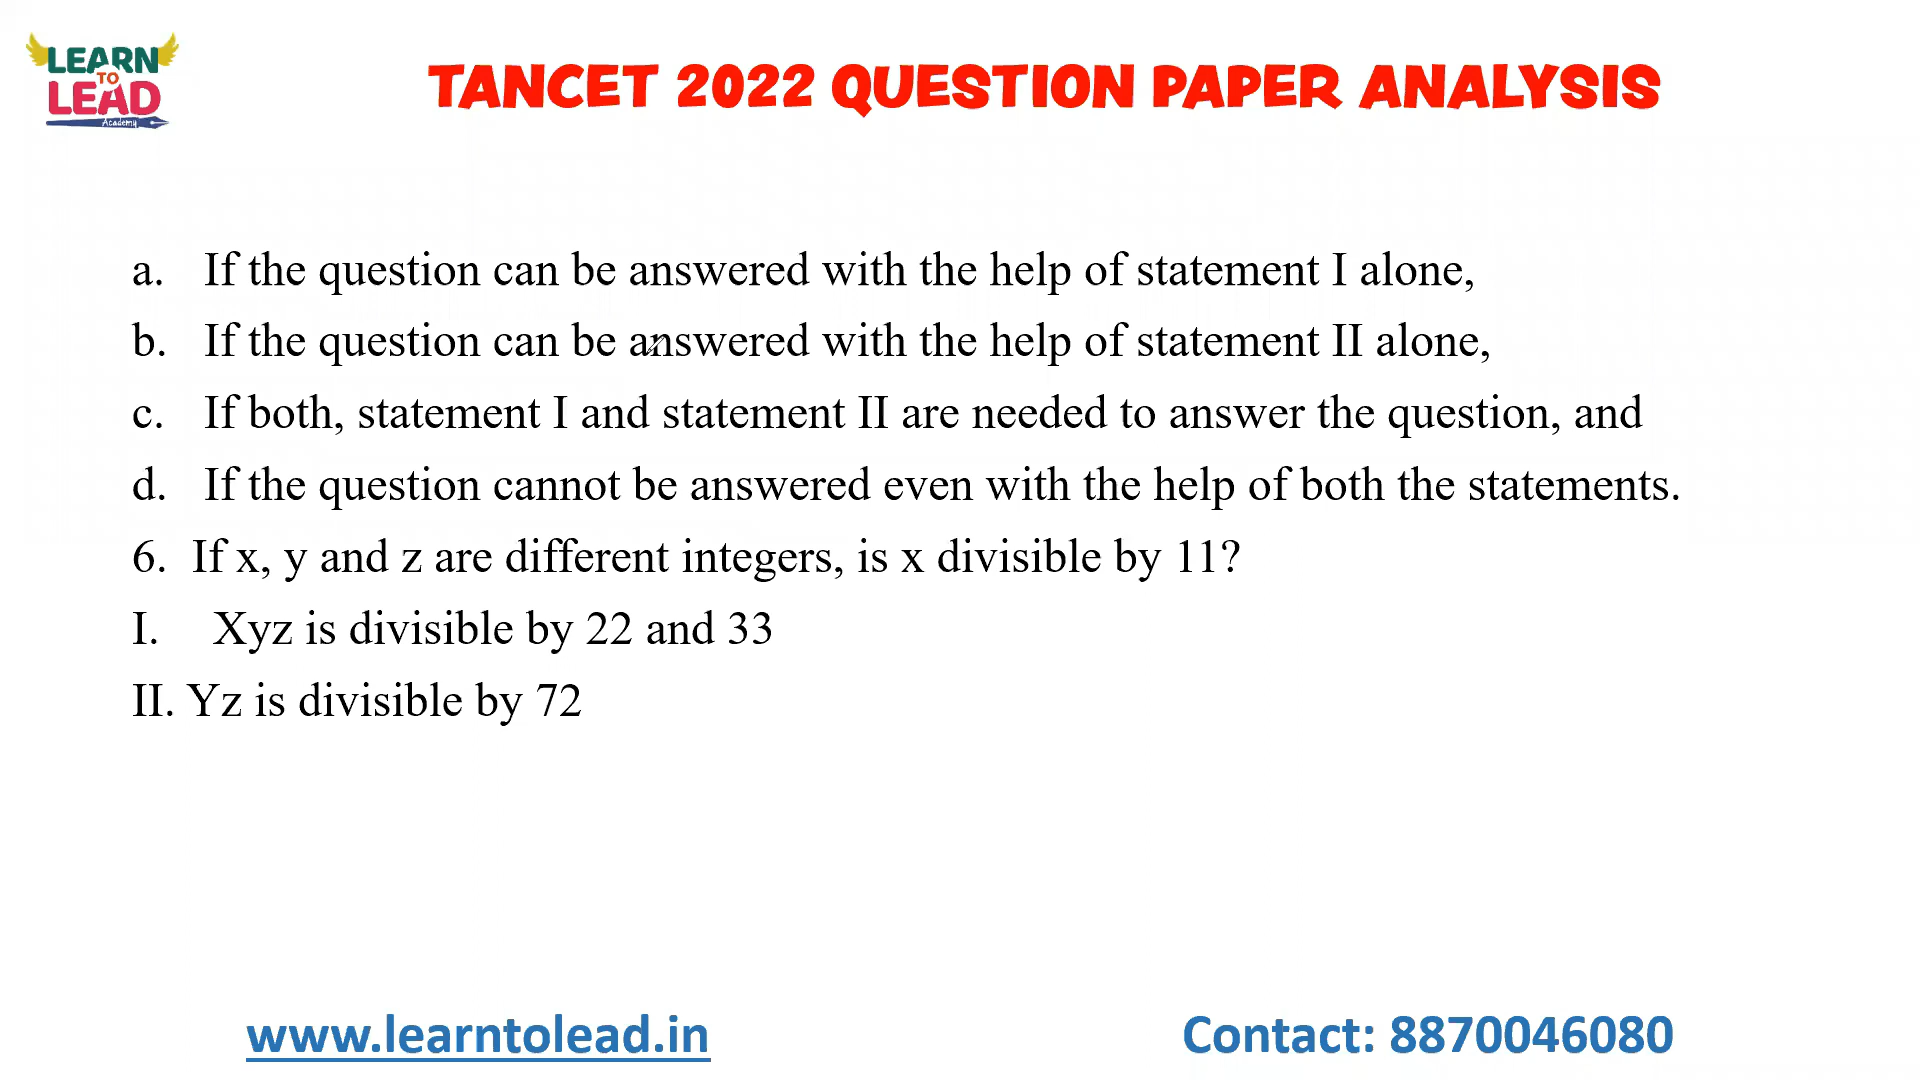 LEARN
TO
LEAD
Academy
TANCET 2022 QUESTION PAPER ANALYSIS
a. If the question can be answered with the help of statement I alone,
b. If the question can be answered with the help of statement II alone,
c. If both, statement I and statement II are needed to answer the question, and
d. If the question cannot be answered even with the help of both the statements.
6. If x, y and z are different integers, is x divisible by 11?
I. Xyz is divisible by 22 and 33
II. Yz is divisible by 72
www.learntolead.in
Contact: 8870046080